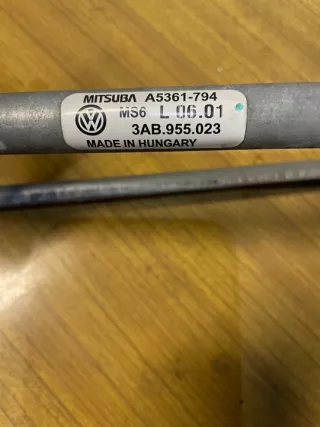 MITSUBA A5361-794
MS6 L 06.01
3AB.955.023
MADE IN HUNGARY